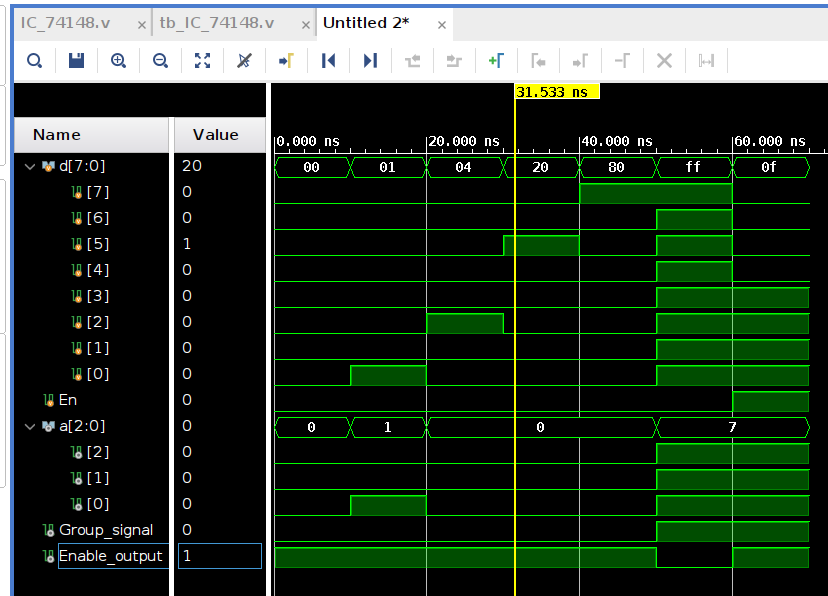 IC_74148.v × tb_IC_74148.v × Untitled 2* ×
31.533 ns
Name Value
0.000 ns 20.000 ns 40.000 ns 60.000 ns
d[7:0] 20 00 01 04 20 80 ff 0f
[7] 0
[6] 0
[5] 1
[4] 0
[3] 0
[2] 0
[1] 0
[0] 0
En 0
a[2:0] 0 0 1 0 7
[2] 0
[1] 0
[0] 0
Group_signal 0
Enable_output 1